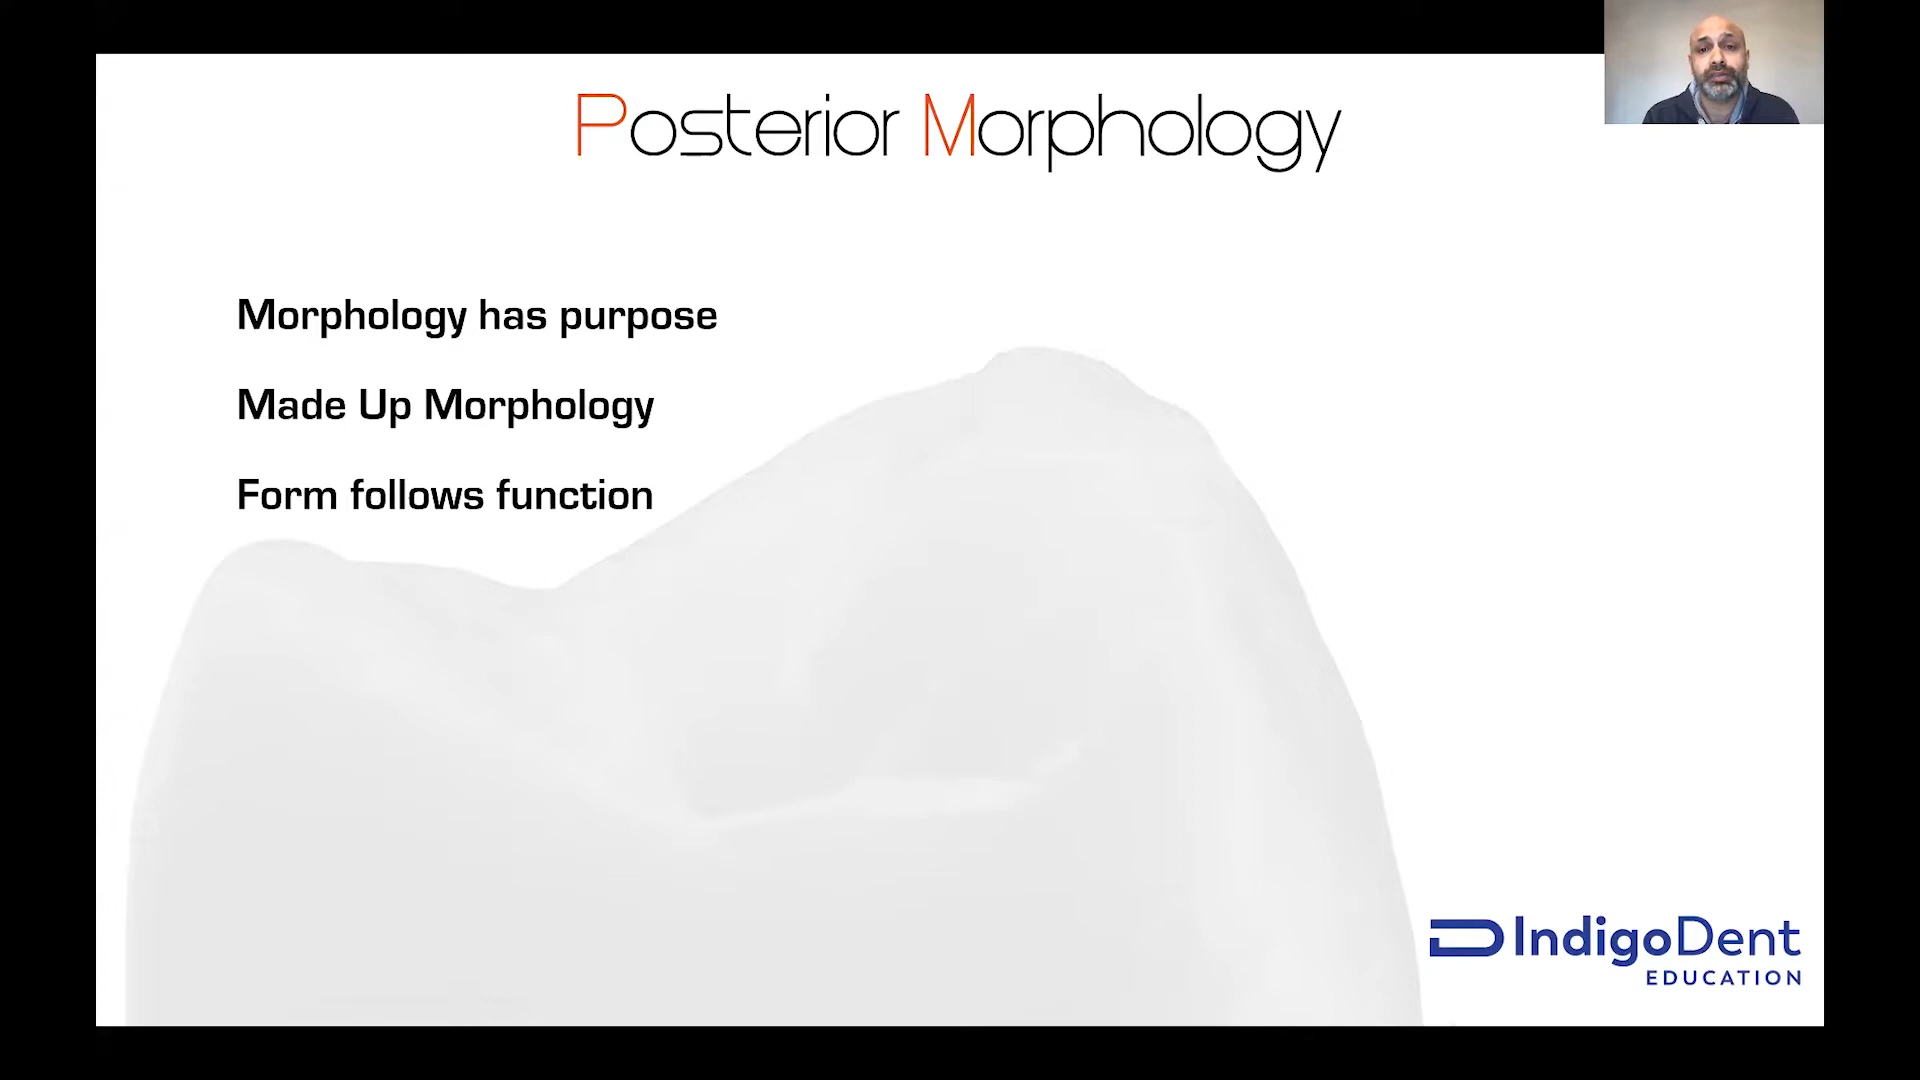 Posterior Morphology
Morphology has purpose
Made Up Morphology
Form follows function
IndigoDent
EDUCATION